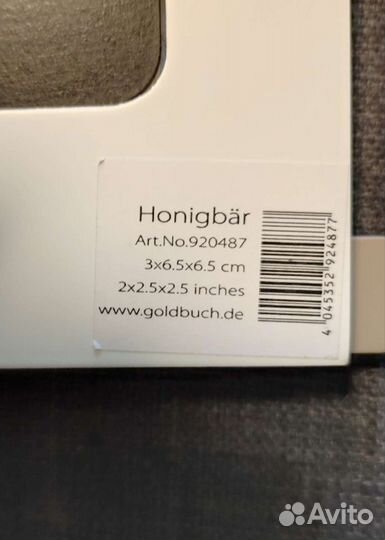 Honigbär
Art.No.920487
3x6.5x6.5 cm
2x2.5x2.5 inches
www.goldbuch.de
4 045352 924877
Avito